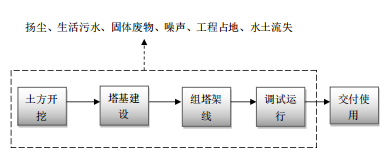 扬尘、生活污水、固体废物、噪声、工程占地、水土流失
土方开
挖
塔基建
设
组塔架
线
调试运
行
交付使
用